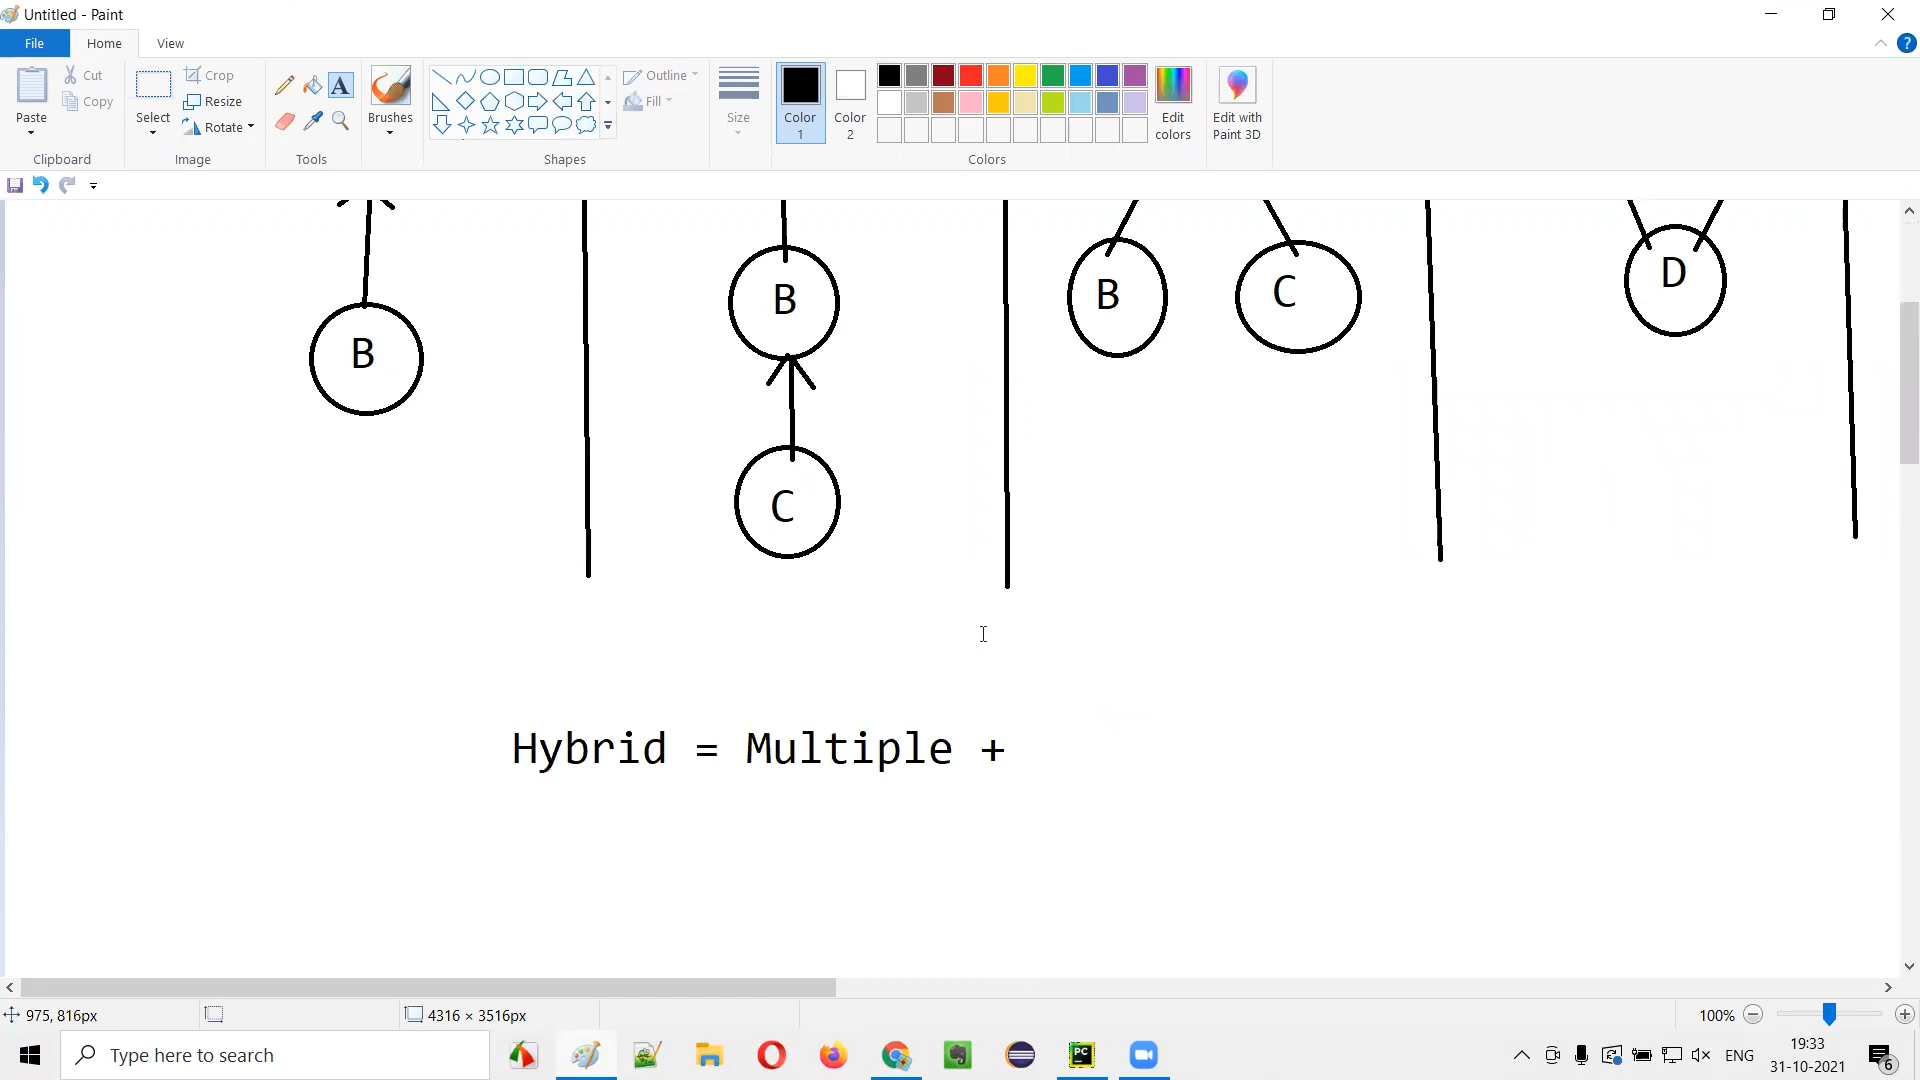 Untitled - Paint
File
Home
View
Paste
Cut
Copy
Clipboard
Select
Crop
Resize
Rotate
Image
A
Tools
Brushes
Outline
Fill
Shapes
Size
Color 1
Color 2
Edit colors
Edit with Paint 3D
Colors
?
B
B
C
B
C
D
Hybrid = Multiple +
975, 816px
4316 × 3516px
100%
Type here to search
PC
ENG
19:33
31-10-2021
6